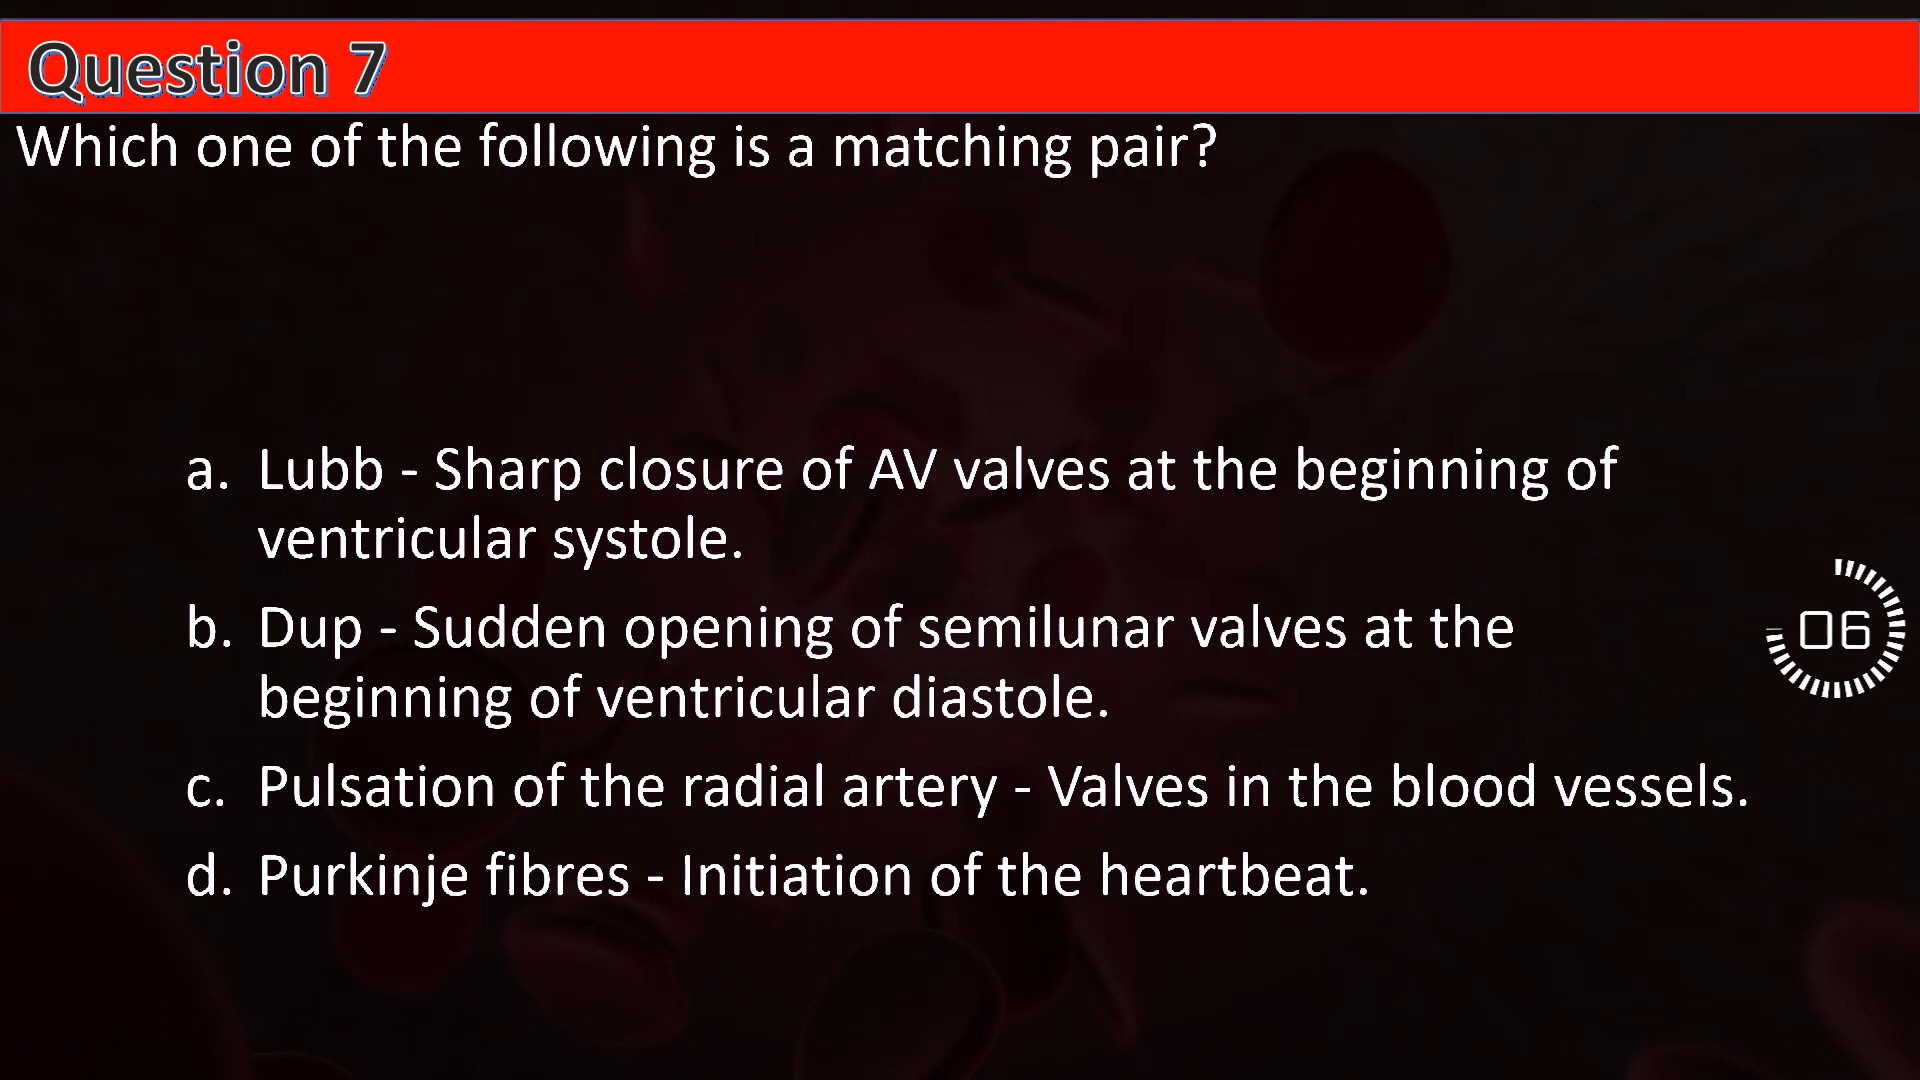 Question 7
Which one of the following is a matching pair?
a. Lubb - Sharp closure of AV valves at the beginning of
ventricular systole.
b. Dup - Sudden opening of semilunar valves at the
beginning of ventricular diastole.
06
c. Pulsation of the radial artery - Valves in the blood vessels.
d. Purkinje fibres - Initiation of the heartbeat.